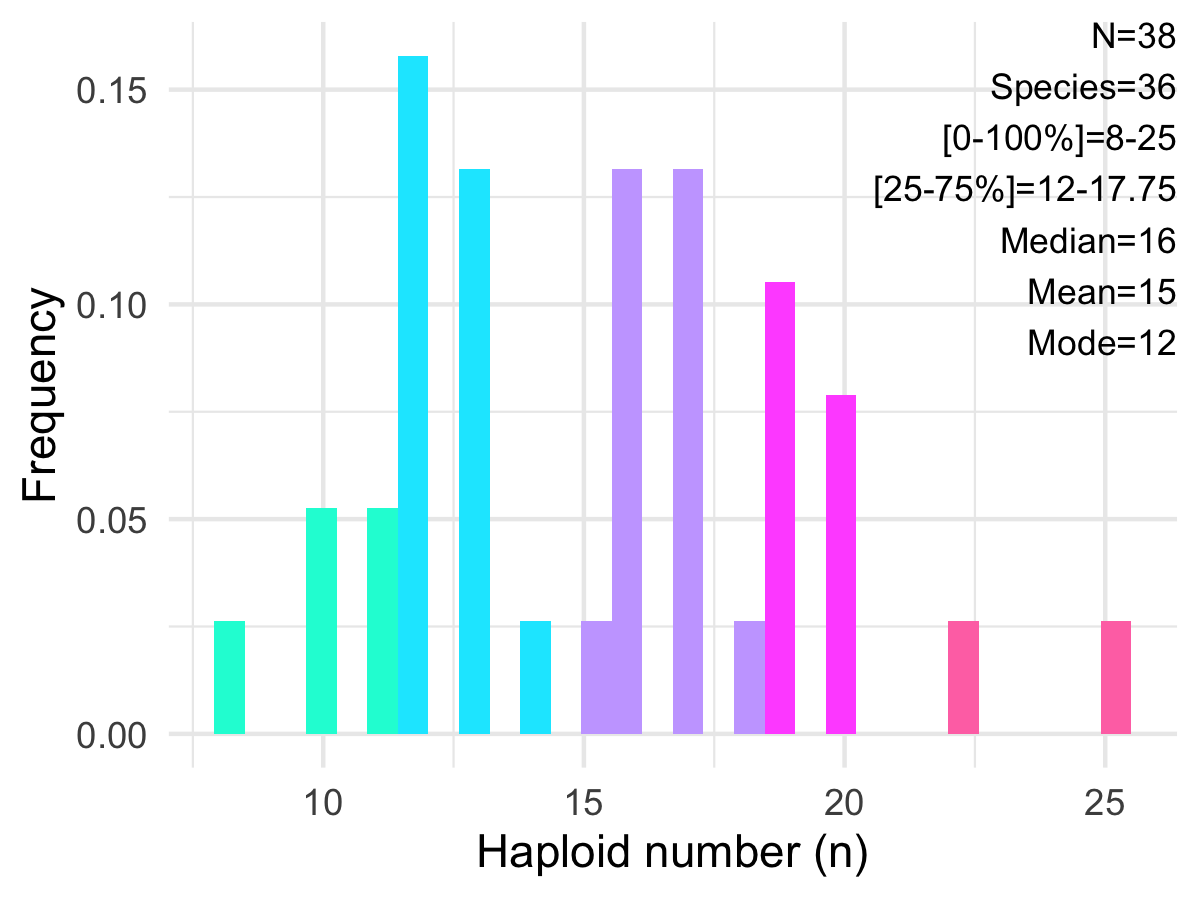 N=38
Species=36
[0-100%]=8-25
[25-75%]=12-17.75
Median=16
Mean=15
Mode=12
0.15
0.10
0.05
0.00
Frequency
10 15 20 25
Haploid number (n)